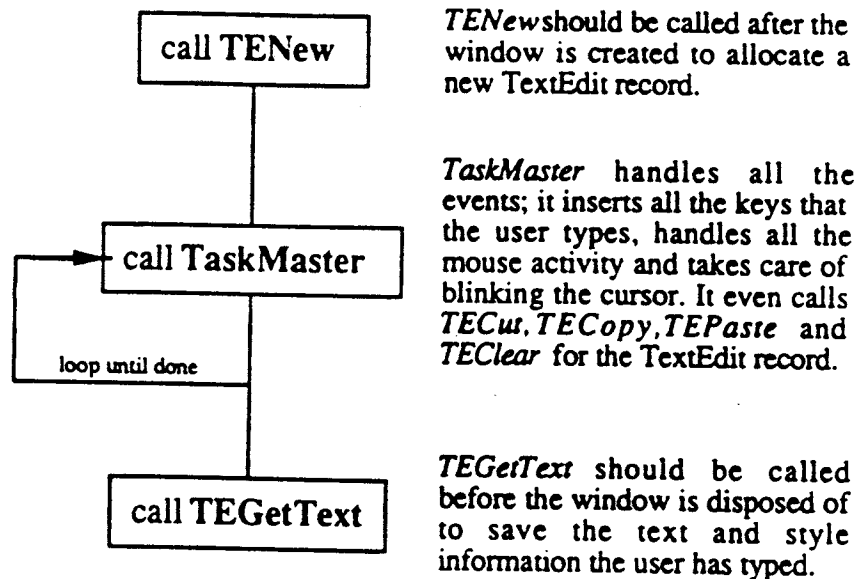 call TENew
TENew should be called after the
window is created to allocate a
new TextEdit record.
TaskMaster handles all the
events; it inserts all the keys that
the user types, handles all the
mouse activity and takes care of
blinking the cursor. It even calls
TECut, TECopy, TEPaste and
TEClear for the TextEdit record.
call TaskMaster
loop until done
call TEGetText
TEGetText should be called
before the window is disposed of
to save the text and style
information the user has typed.